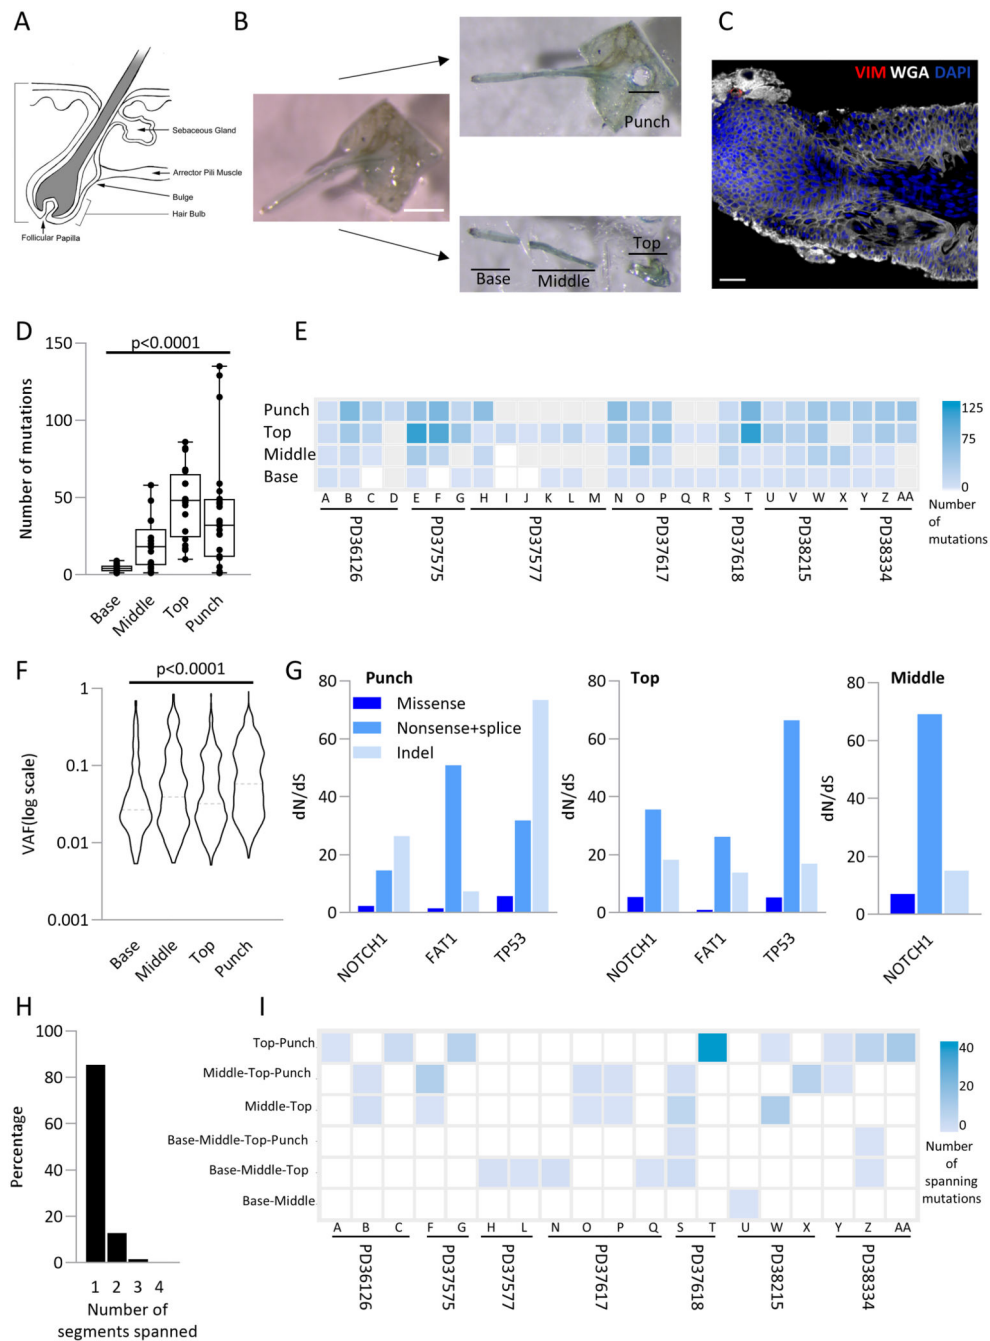 A
Sebaceous Gland
Arrector Pili Muscle
Bulge
Hair Bulb
Follicular Papilla
B
Punch
Base
Middle
Top
C
VIM WGA DAPI
D
p<0.0001
Number of mutations
150
100
50
0
Base
Middle
Top
Punch
E
Punch
Top
Middle
Base
A B C D E F G H I J K L M N O P Q R S T U V W X Y Z AA
PD36126
PD37575
PD37577
PD37617
PD37618
PD38215
PD38334
125
75
0
Number
of
mutations
F
p<0.0001
VAF(log scale)
1
0.1
0.01
0.001
Base
Middle
Top
Punch
G
Punch
Missense
Nonsense+splice
Indel
dN/dS
80
60
40
20
0
NOTCH1
FAT1
TP53
Top
dN/dS
80
60
40
20
0
NOTCH1
FAT1
TP53
Middle
dN/dS
80
60
40
20
0
NOTCH1
H
Percentage
100
80
60
40
20
0
1 2 3 4
Number of
segments spanned
I
Top-Punch
Middle-Top-Punch
Middle-Top
Base-Middle-Top-Punch
Base-Middle-Top
Base-Middle
A B C F G H L N O P Q S T U W X Y Z AA
PD36126
PD37575
PD37577
PD37617
PD37618
PD38215
PD38334
40
20
0
Number
of
spanning
mutations